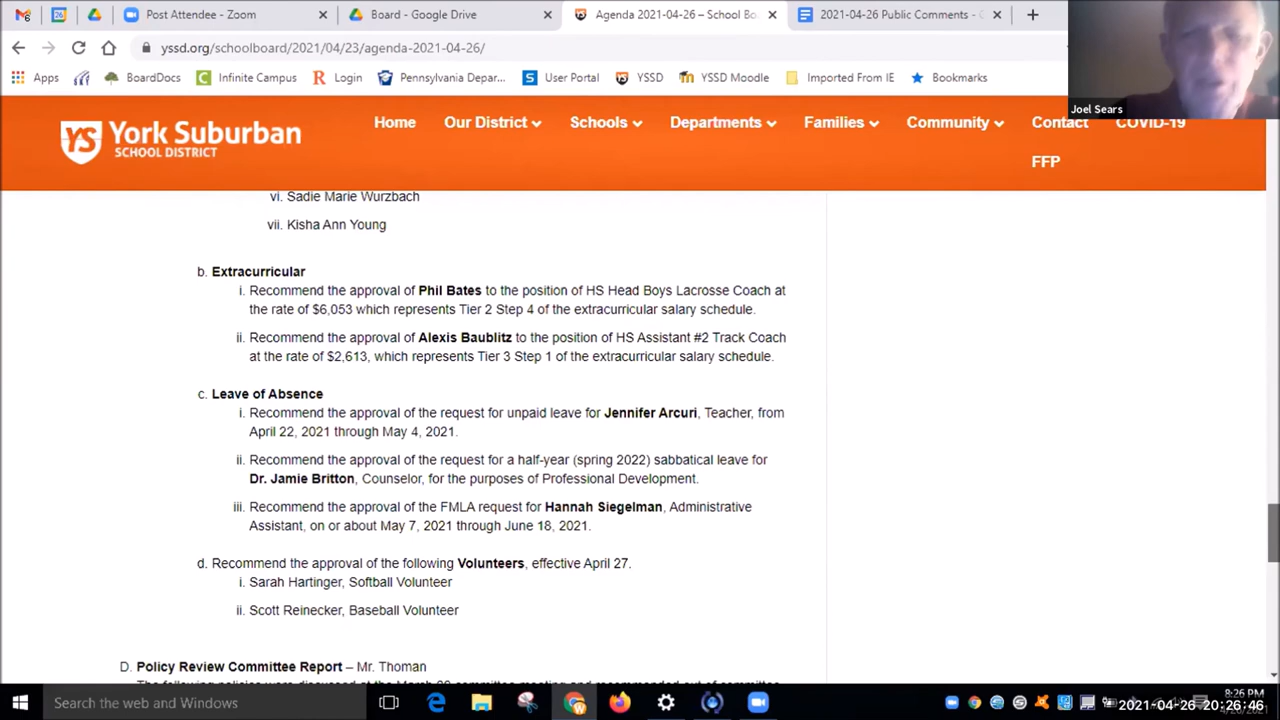 Post Attendee - Zoom
Board - Google Drive
Agenda 2021-04-26 – School Bo
2021-04-26 Public Comments -
yssd.org/schoolboard/2021/04/23/agenda-2021-04-26/
Apps BoardDocs Infinite Campus Login Pennsylvania Depar... User Portal YSSD YSSD Moodle Imported From IE Bookmarks
Joel Sears
YS York Suburban
SCHOOL DISTRICT
Home Our District Schools Departments Families Community Contact COVID-19
FFP
vi. Sadie Marie Wurzbach
vii. Kisha Ann Young
b. Extracurricular
i. Recommend the approval of Phil Bates to the position of HS Head Boys Lacrosse Coach at
the rate of $6,053 which represents Tier 2 Step 4 of the extracurricular salary schedule.
ii. Recommend the approval of Alexis Baublitz to the position of HS Assistant #2 Track Coach
at the rate of $2,613, which represents Tier 3 Step 1 of the extracurricular salary schedule.
c. Leave of Absence
i. Recommend the approval of the request for unpaid leave for Jennifer Arcuri, Teacher, from
April 22, 2021 through May 4, 2021.
ii. Recommend the approval of the request for a half-year (spring 2022) sabbatical leave for
Dr. Jamie Britton, Counselor, for the purposes of Professional Development.
iii. Recommend the approval of the FMLA request for Hannah Siegelman, Administrative
Assistant, on or about May 7, 2021 through June 18, 2021.
d. Recommend the approval of the following Volunteers, effective April 27.
i. Sarah Hartinger, Softball Volunteer
ii. Scott Reinecker, Baseball Volunteer
D. Policy Review Committee Report – Mr. Thoman
Search the web and Windows
8:26 PM
2021-04-26 20:26:46